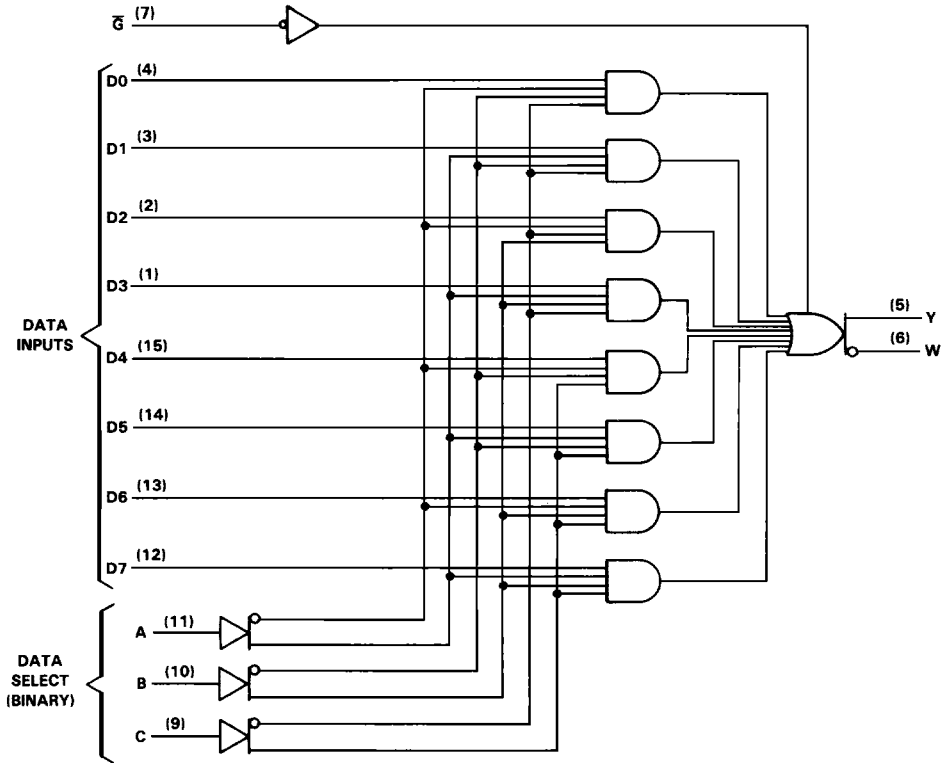 G̅ (7)
D0 (4)
D1 (3)
D2 (2)
D3 (1)
DATA
INPUTS
(5) Y
(6) W
D4 (15)
D5 (14)
D6 (13)
D7 (12)
A (11)
DATA
SELECT
(BINARY)
B (10)
C (9)